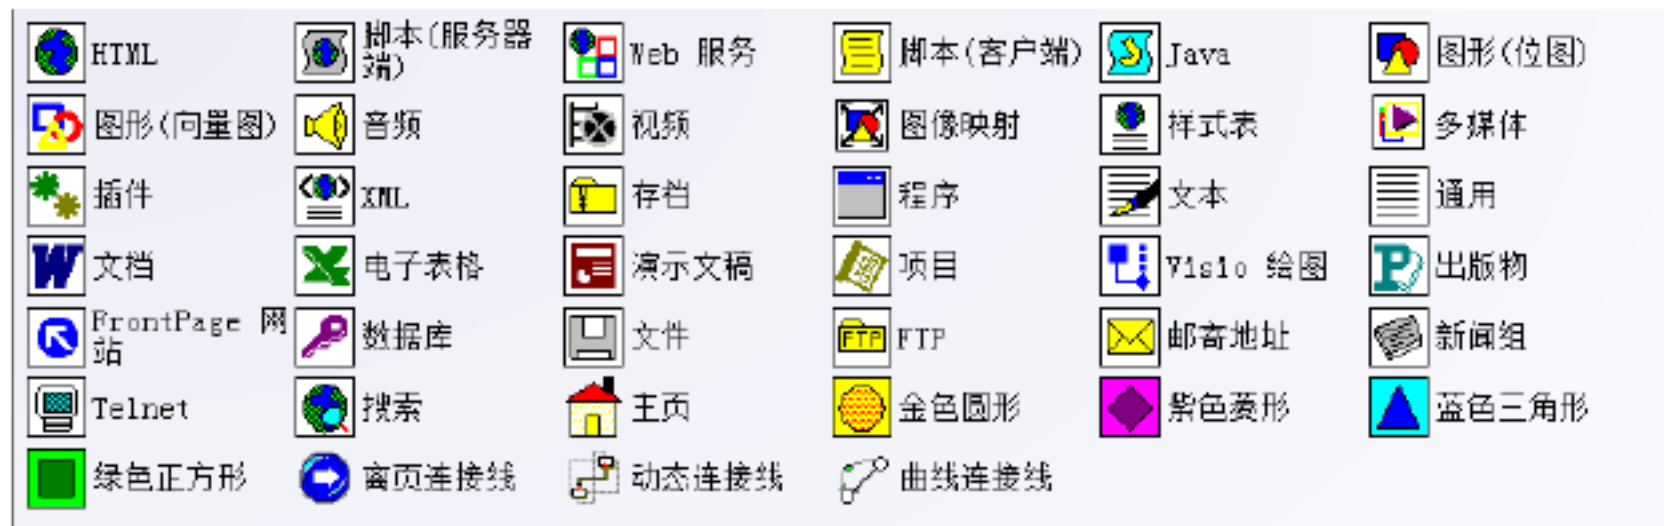 HTML
脚本(服务器
端)
Web 服务
脚本(客户端)
Java
图形(位图)
图形(向量图)
音频
视频
图像映射
样式表
多媒体
插件
XML
存档
程序
文本
通用
文档
电子表格
演示文稿
项目
Visio 绘图
出版物
FrontPage 网
站
数据库
文件
FTP
FTP
邮寄地址
新闻组
Telnet
搜索
主页
金色圆形
紫色菱形
蓝色三角形
绿色正方形
离页连接线
动态连接线
曲线连接线